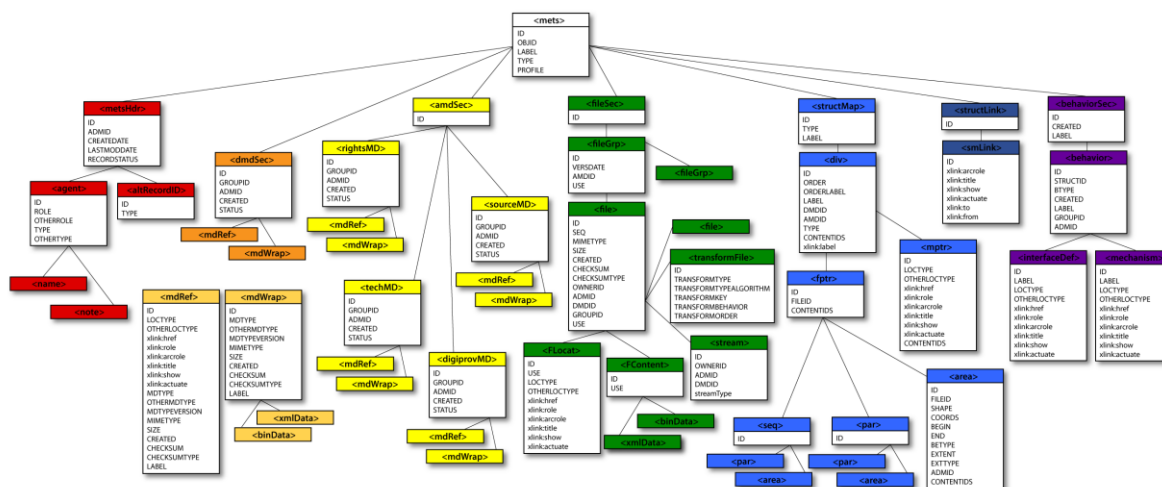 <mets>
ID
OBJID
LABEL
TYPE
PROFILE
<metsHdr>
ID
ADMID
CREATEDATE
LASTMODDATE
RECORDSTATUS
<agent>
ID
ROLE
OTHERROLE
TYPE
OTHERTYPE
<altRecordID>
ID
TYPE
<name>
<note>
<dmdSec>
ID
GROUPID
ADMID
CREATED
STATUS
<mdRef>
<mdWrap>
<mdRef>
ID
LOCTYPE
OTHERLOCTYPE
xlink:href
xlink:role
xlink:arcrole
xlink:title
xlink:show
xlink:actuate
MDTYPE
OTHERMDTYPE
MDTYPEVERSION
MIMETYPE
SIZE
CREATED
CHECKSUM
CHECKSUMTYPE
LABEL
<mdWrap>
ID
MDTYPE
OTHERMDTYPE
MDTYPEVERSION
MIMETYPE
SIZE
CREATED
CHECKSUM
CHECKSUMTYPE
LABEL
<xmlData>
<binData>
<amdSec>
ID
<rightsMD>
ID
GROUPID
ADMID
CREATED
STATUS
<mdRef>
<mdWrap>
<techMD>
ID
GROUPID
ADMID
CREATED
STATUS
<mdRef>
<mdWrap>
<sourceMD>
ID
GROUPID
ADMID
CREATED
STATUS
<mdRef>
<mdWrap>
<digiprovMD>
ID
GROUPID
ADMID
CREATED
STATUS
<mdRef>
<mdWrap>
<fileSec>
ID
<fileGrp>
ID
VERSDATE
AMDID
USE
<fileGrp>
<file>
ID
SEQ
MIMETYPE
SIZE
CREATED
CHECKSUM
CHECKSUMTYPE
OWNERID
ADMID
DMDID
GROUPID
USE
<file>
<transformFile>
ID
TRANSFORMTYPE
TRANSFORMTYPEALGORITHM
TRANSFORMKEY
TRANSFORMBEHAVIOR
TRANSFORMORDER
<stream>
ID
OWNERID
ADMID
DMDID
streamType
<FLocat>
ID
USE
LOCTYPE
OTHERLOCTYPE
xlink:href
xlink:role
xlink:arcrole
xlink:title
xlink:show
xlink:actuate
<FContent>
ID
USE
<binData>
<xmlData>
<structMap>
ID
TYPE
LABEL
<div>
ID
ORDER
ORDERLABEL
LABEL
DMDID
AMDID
TYPE
CONTENTIDS
xlink:label
<fptr>
ID
FILEID
CONTENTIDS
<mptr>
ID
LOCTYPE
OTHERLOCTYPE
xlink:href
xlink:role
xlink:arcrole
xlink:title
xlink:show
xlink:actuate
CONTENTIDS
<seq>
ID
<par>
<area>
<par>
ID
<par>
<area>
<area>
ID
FILEID
SHAPE
COORDS
BEGIN
END
BETYPE
EXTENT
EXTTYPE
ADMID
CONTENTIDS
<structLink>
ID
<smLink>
ID
xlink:arcrole
xlink:title
xlink:show
xlink:actuate
xlink:to
xlink:from
<behaviorSec>
ID
CREATED
LABEL
<behavior>
ID
STRUCTID
BTYPE
CREATED
LABEL
GROUPID
ADMID
<interfaceDef>
ID
LABEL
LOCTYPE
OTHERLOCTYPE
xlink:href
xlink:role
xlink:arcrole
xlink:title
xlink:show
xlink:actuate
<mechanism>
ID
LABEL
LOCTYPE
OTHERLOCTYPE
xlink:href
xlink:role
xlink:arcrole
xlink:title
xlink:show
xlink:actuate